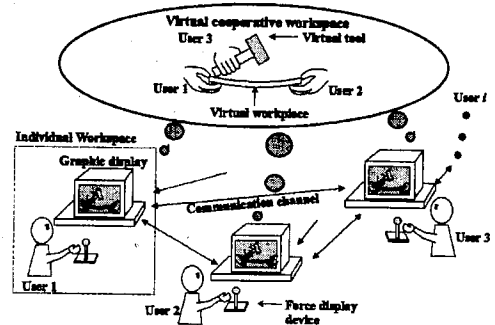 Virtual cooperative workspace
User 3
Virtual tool
User 1
User 2
Virtual workpiece
User i
Individual Workspace
Graphic display
Communication channel
User 1
User 2
User 3
Force display
device